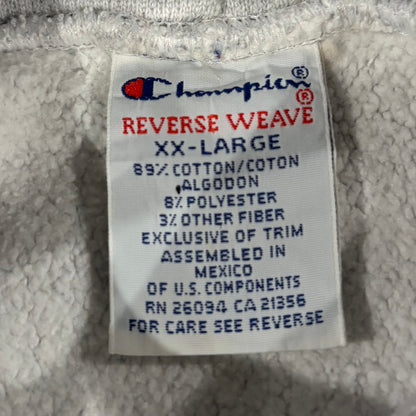 Champion®
REVERSE WEAVE®
XX-LARGE
89% COTTON/COTON
ALGODON
8% POLYESTER
3% OTHER FIBER
EXCLUSIVE OF TRIM
ASSEMBLED IN
MEXICO
OF U.S. COMPONENTS
RN 26094 CA 21356
FOR CARE SEE REVERSE